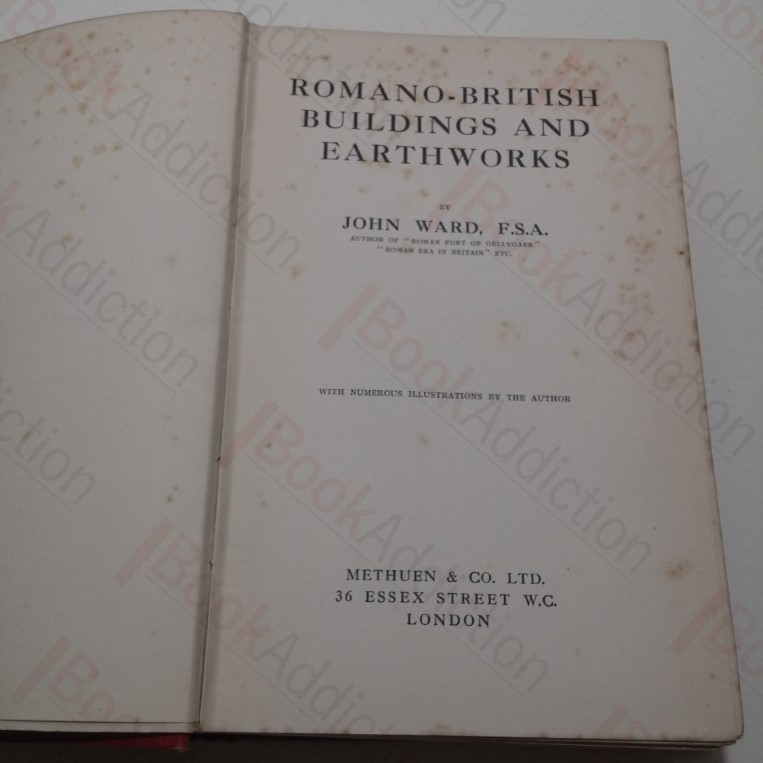 ROMANO-BRITISH
BUILDINGS AND
EARTHWORKS
BY
JOHN WARD, F.S.A.
AUTHOR OF "ROMAN FORT OF GELLYGAER"
"ROMAN ERA IN BRITAIN" ETC.
WITH NUMEROUS ILLUSTRATIONS BY THE AUTHOR
METHUEN & CO. LTD.
36 ESSEX STREET W.C.
LONDON
BookAddiction